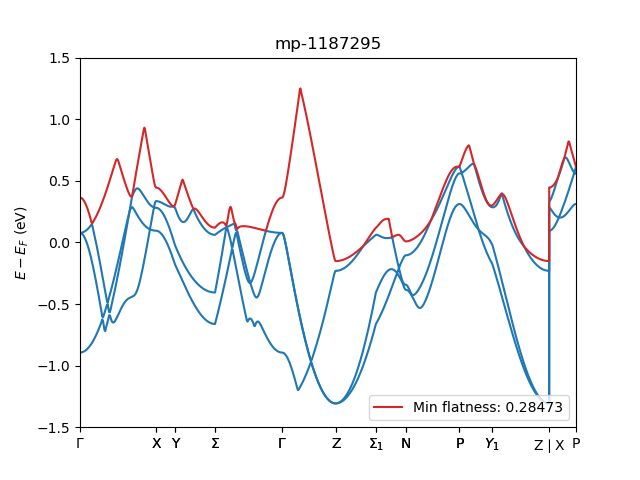 mp-1187295
1.5
1.0
0.5
0.0
−0.5
−1.0
−1.5
E − E_F (eV)
Min flatness: 0.28473
Γ X Y Σ Γ Z Σ₁ N P Y₁ Z | X P